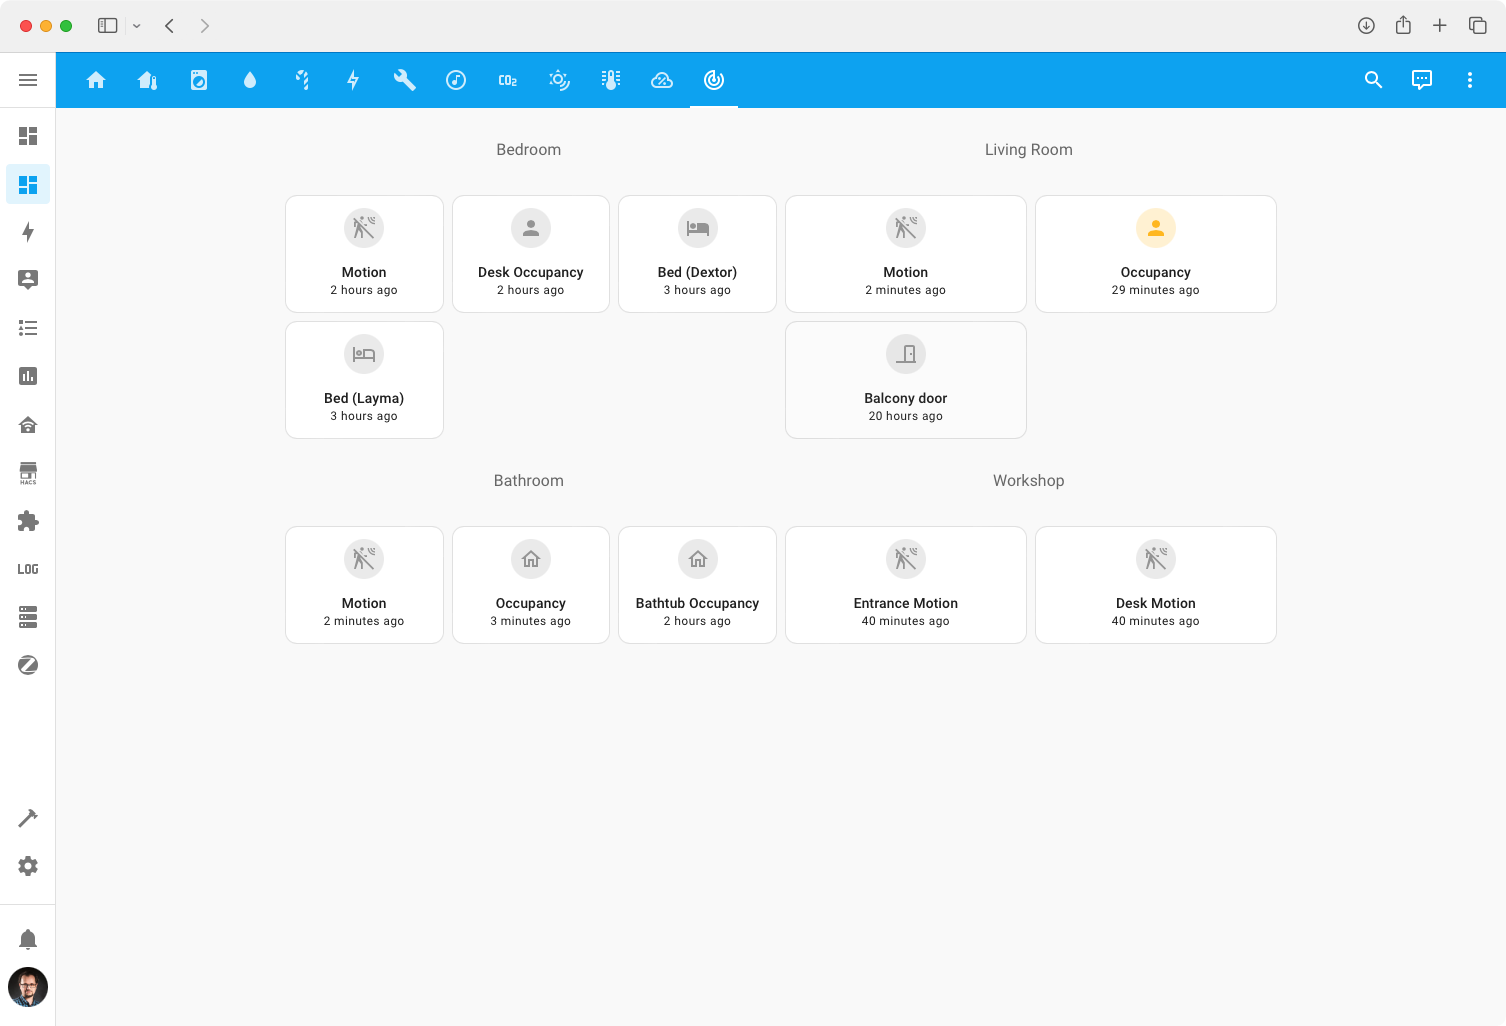 CO2
Bedroom
Living Room
Motion
2 hours ago
Desk Occupancy
2 hours ago
Bed (Dextor)
3 hours ago
Motion
2 minutes ago
Occupancy
29 minutes ago
Bed (Layma)
3 hours ago
Balcony door
20 hours ago
HACS
Bathroom
Workshop
LOG
Motion
2 minutes ago
Occupancy
3 minutes ago
Bathtub Occupancy
2 hours ago
Entrance Motion
40 minutes ago
Desk Motion
40 minutes ago